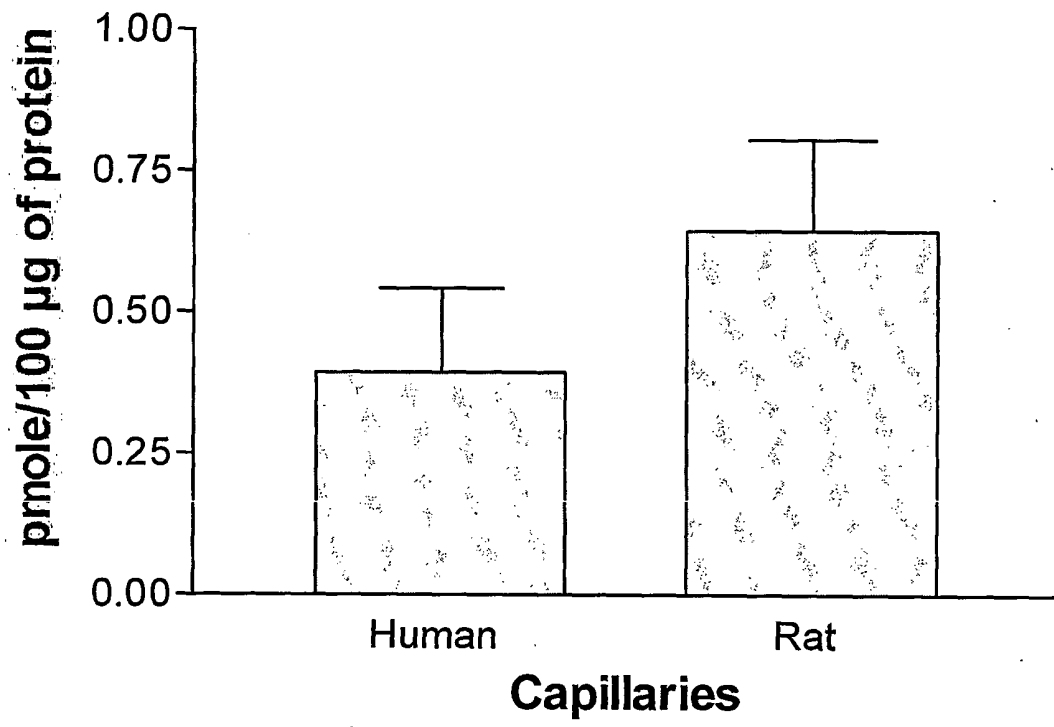 pmole/100 µg of protein
1.00
0.75
0.50
0.25
0.00
Human
Rat
Capillaries